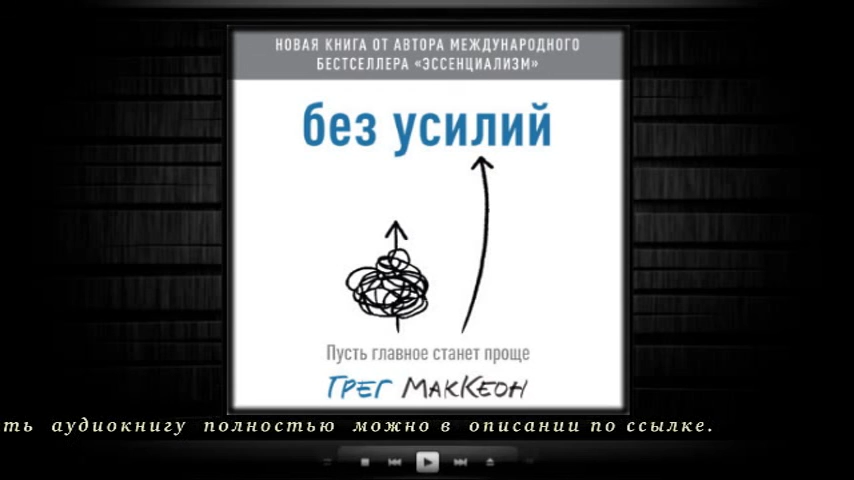 НОВАЯ КНИГА ОТ АВТОРА МЕЖДУНАРОДНОГО
БЕСТСЕЛЛЕРА «ЭССЕНЦИАЛИЗМ»
без усилий
Пусть главное станет проще
ГРЕГ МАККЕОН
ть аудиокнигу полностью можно в описании по ссылке.